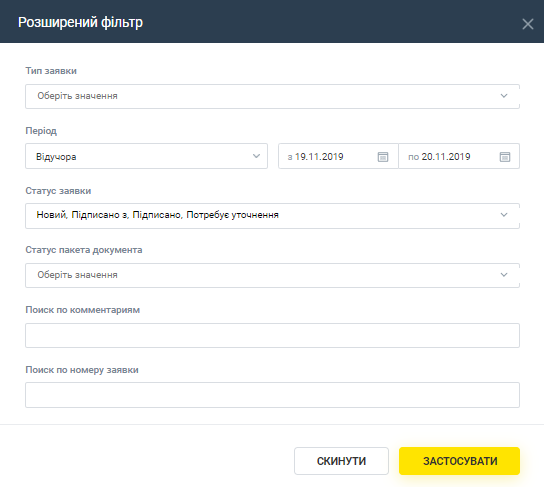 Розширений фільтр
Тип заявки
Оберіть значення
Період
Відучора з 19.11.2019 по 20.11.2019
Статус заявки
Новий, Підписано з, Підписано, Потребує уточнення
Статус пакета документа
Оберіть значення
Поиск по комментариям
Поиск по номеру заявки
СКИНУТИ ЗАСТОСУВАТИ